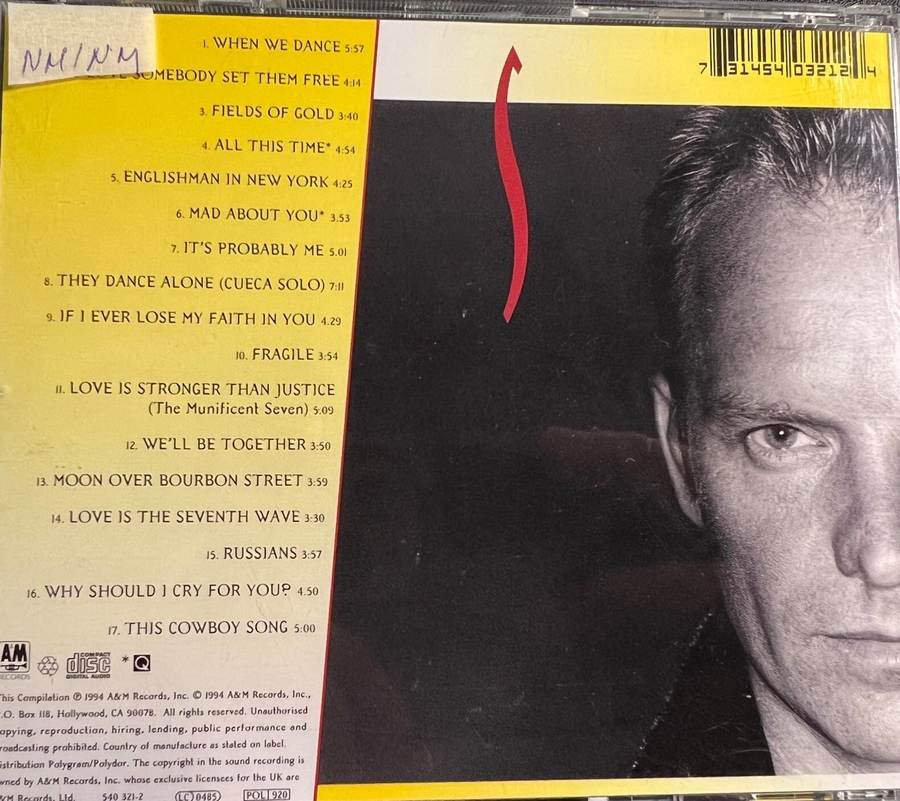 NM/NM
1. WHEN WE DANCE 5:57
SOMEBODY SET THEM FREE 4:14
3. FIELDS OF GOLD 3:40
4. ALL THIS TIME* 4:54
5. ENGLISHMAN IN NEW YORK 4:25
6. MAD ABOUT YOU* 3.53
7. IT'S PROBABLY ME 5.01
8. THEY DANCE ALONE (CUECA SOLO) 7:11
9. IF I EVER LOSE MY FAITH IN YOU 4.29
10. FRAGILE 3:54
11. LOVE IS STRONGER THAN JUSTICE
(The Munificent Seven) 5:09
12. WE'LL BE TOGETHER 3:50
13. MOON OVER BOURBON STREET 3:59
14. LOVE IS THE SEVENTH WAVE 3:30
15. RUSSIANS 3:57
16. WHY SHOULD I CRY FOR YOU? 4.50
17. THIS COWBOY SONG 5:00
7 31454 03212 4
A&M
RECORDS
COMPACT
disc
DIGITAL AUDIO
* Q
This Compilation ℗ 1994 A&M Records, Inc. © 1994 A&M Records, Inc.,
.O. Box 118, Hollywood, CA 90078. All rights reserved. Unauthorised
opying, reproduction, hiring, lending, public performance and
roadcasting prohibited. Country of manufacture as stated on label.
istribution Polygram/Polydor. The copyright in the sound recording is
wned by A&M Records, Inc. whose exclusive licensees for the UK are
&M Records, Ltd. 540 321-2 LC 0485 POL 920